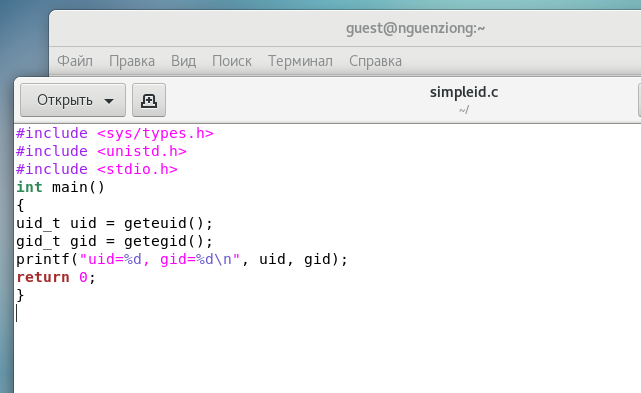 guest@nguenziong:~
Файл Правка Вид Поиск Терминал Справка
Открыть
simpleid.c
~/
#include <sys/types.h>
#include <unistd.h>
#include <stdio.h>
int main()
{
uid_t uid = geteuid();
gid_t gid = getegid();
printf("uid=%d, gid=%d\n", uid, gid);
return 0;
}